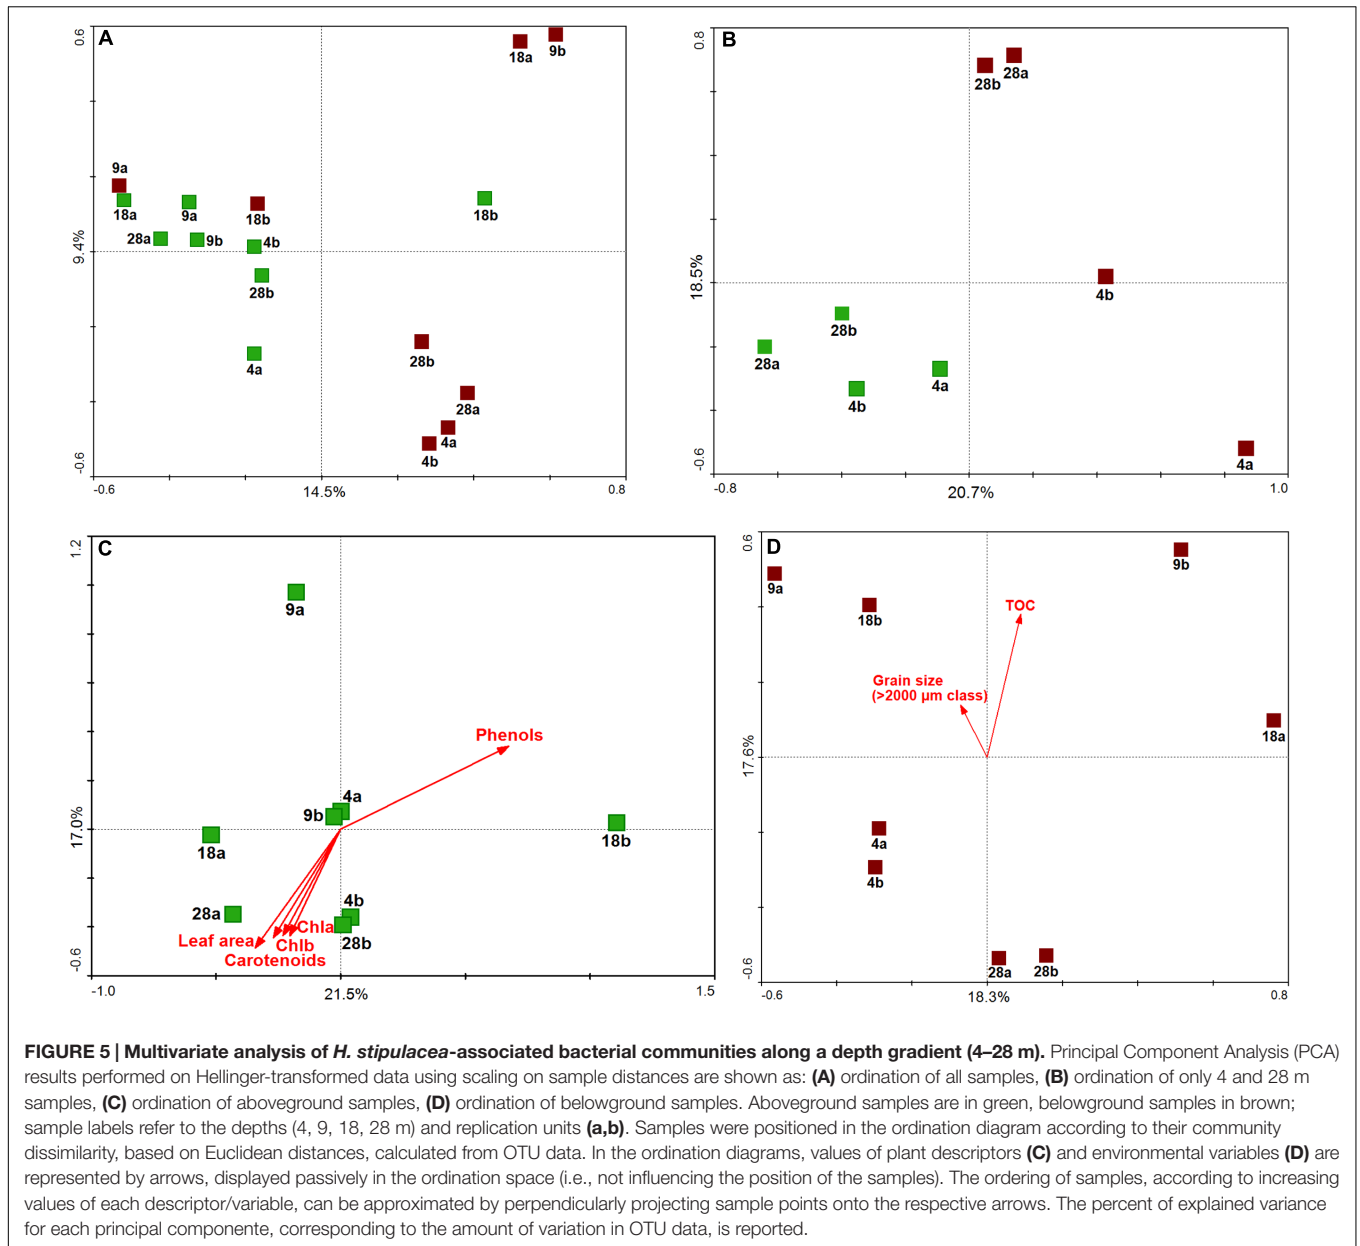 A
0.6
9.4%
-0.6
-0.6
14.5%
0.8
18a
9b
9a
18a
9a
18b
18b
28a
9b
4b
28b
4a
28b
28a
4a
4b
B
0.8
18.5%
-0.6
-0.8
20.7%
1.0
28b
28a
4b
28b
28a
4a
4b
4a
C
1.2
17.0%
-0.6
-1.0
21.5%
1.5
9a
Phenols
4a
9b
18b
18a
4b
28a
Chla
Leaf area
Chlb
28b
Carotenoids
D
0.6
17.6%
-0.6
-0.6
18.3%
0.8
9b
9a
TOC
18b
Grain size
(>2000 µm class)
18a
4a
4b
28a
28b
FIGURE 5 | Multivariate analysis of H. stipulacea-associated bacterial communities along a depth gradient (4–28 m). Principal Component Analysis (PCA)
results performed on Hellinger-transformed data using scaling on sample distances are shown as: (A) ordination of all samples, (B) ordination of only 4 and 28 m
samples, (C) ordination of aboveground samples, (D) ordination of belowground samples. Aboveground samples are in green, belowground samples in brown;
sample labels refer to the depths (4, 9, 18, 28 m) and replication units (a,b). Samples were positioned in the ordination diagram according to their community
dissimilarity, based on Euclidean distances, calculated from OTU data. In the ordination diagrams, values of plant descriptors (C) and environmental variables (D) are
represented by arrows, displayed passively in the ordination space (i.e., not influencing the position of the samples). The ordering of samples, according to increasing
values of each descriptor/variable, can be approximated by perpendicularly projecting sample points onto the respective arrows. The percent of explained variance
for each principal componente, corresponding to the amount of variation in OTU data, is reported.